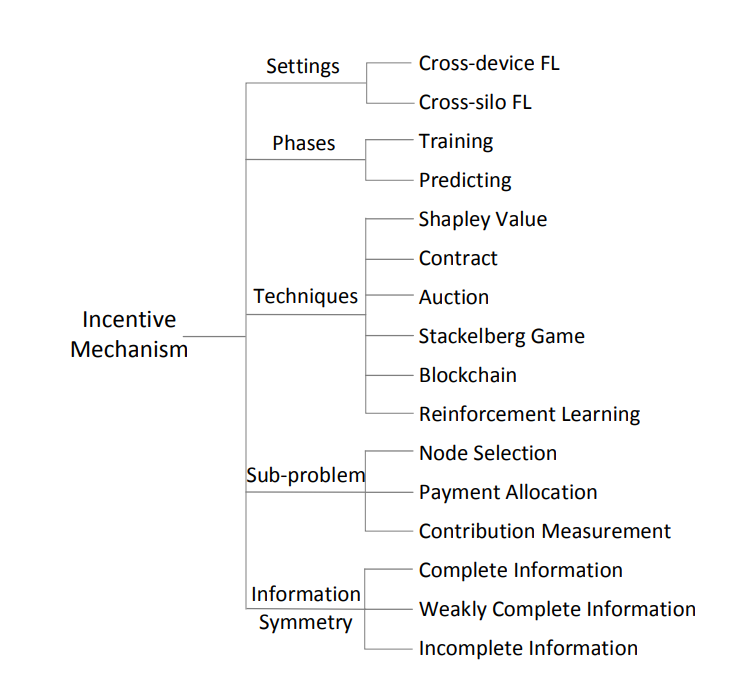 Incentive
Mechanism
Settings
Cross-device FL
Cross-silo FL
Phases
Training
Predicting
Techniques
Shapley Value
Contract
Auction
Stackelberg Game
Blockchain
Reinforcement Learning
Sub-problem
Node Selection
Payment Allocation
Contribution Measurement
Information
Symmetry
Complete Information
Weakly Complete Information
Incomplete Information